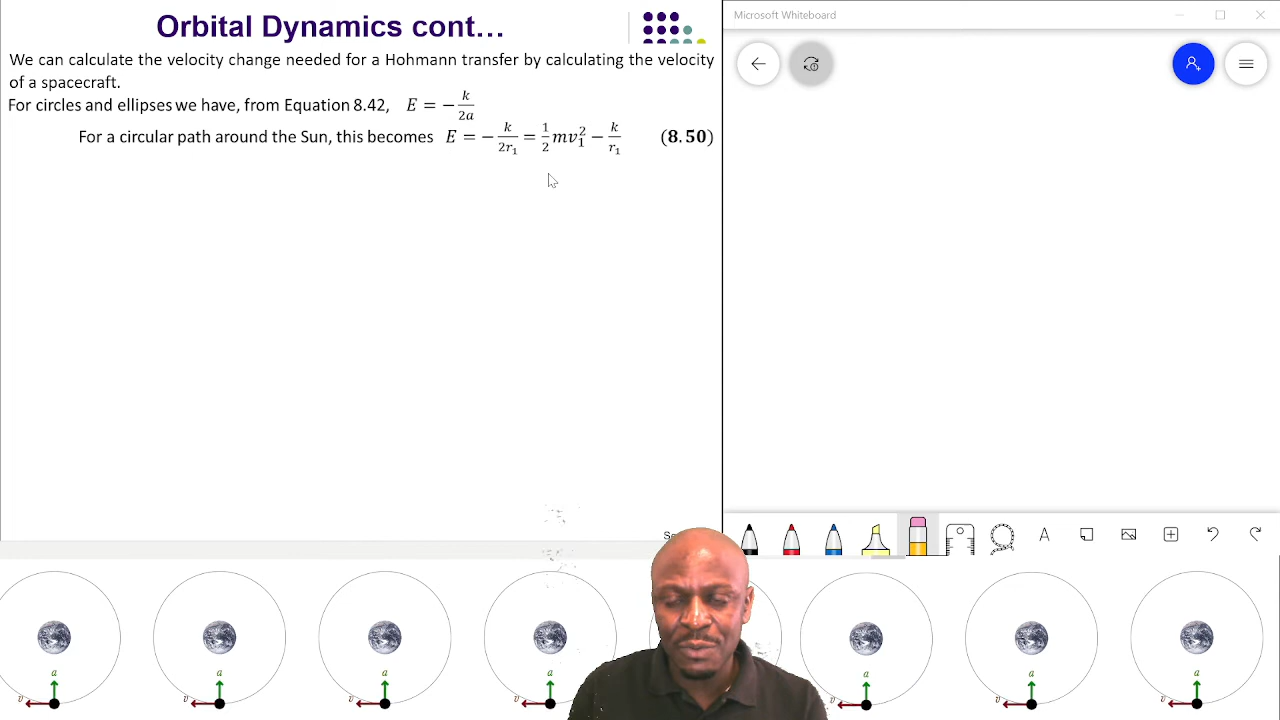 Orbital Dynamics cont…
Microsoft Whiteboard
We can calculate the velocity change needed for a Hohmann transfer by calculating the velocity
of a spacecraft.
For circles and ellipses we have, from Equation 8.42, E = −k/2a
For a circular path around the Sun, this becomes E = −k/2r₁ = 1/2 mv₁² − k/r₁ (8.50)
A
a a a a a a a
v v v v v v v